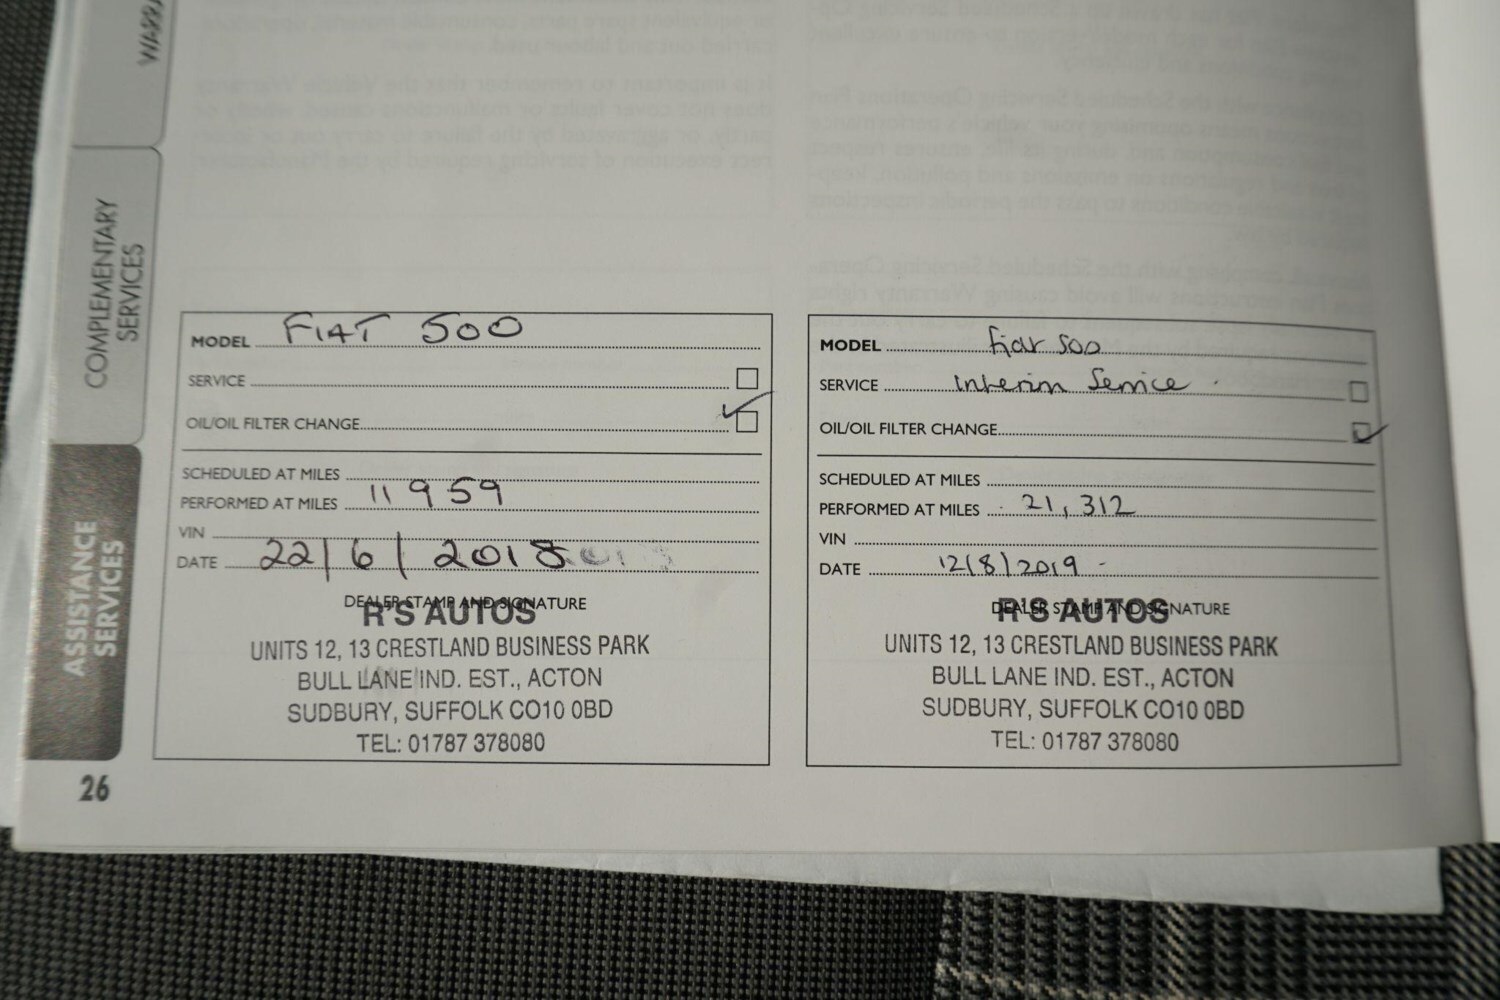 WARRA
COMPLEMENTARY
SERVICES
ASSISTANCE
SERVICES
26
MODEL FIAT 500
SERVICE
OIL/OIL FILTER CHANGE
SCHEDULED AT MILES
PERFORMED AT MILES 11959
VIN
DATE 22/6/2018
DEALER STAMP AND SIGNATURE
R'S AUTOS
UNITS 12, 13 CRESTLAND BUSINESS PARK
BULL LANE IND. EST., ACTON
SUDBURY, SUFFOLK CO10 0BD
TEL: 01787 378080
MODEL Fiat 500
SERVICE Interim Service
OIL/OIL FILTER CHANGE
SCHEDULED AT MILES
PERFORMED AT MILES 21,312
VIN
DATE 12/8/2019
DEALER STAMP AND SIGNATURE
R'S AUTOS
UNITS 12, 13 CRESTLAND BUSINESS PARK
BULL LANE IND. EST., ACTON
SUDBURY, SUFFOLK CO10 0BD
TEL: 01787 378080